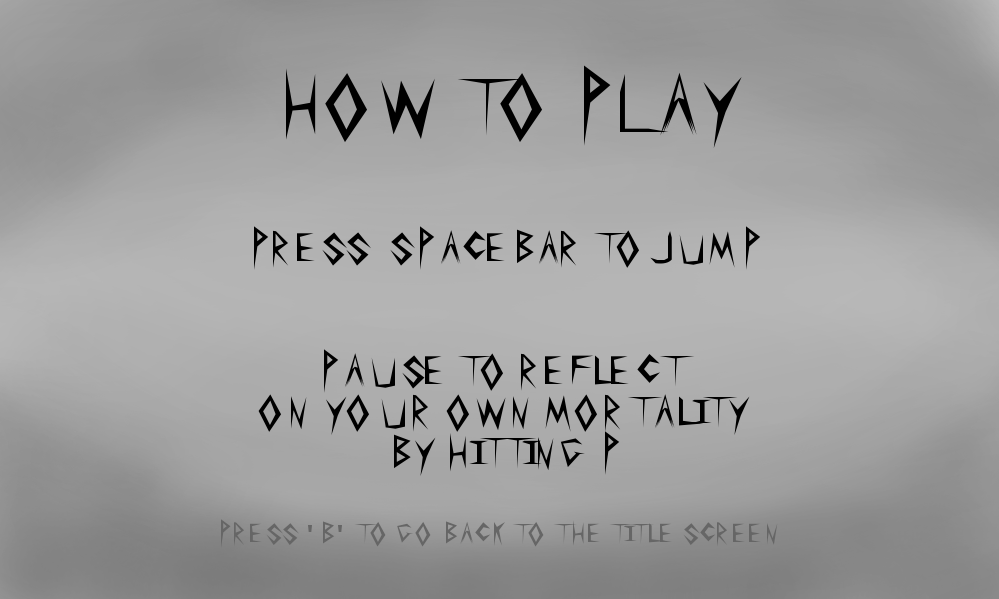 HOW TO PLAY
PRESS SPACEBAR TO JUMP
PAUSE TO REFLECT
ON YOUR OWN MORTALITY
BY HITTING P
PRESS 'B' TO GO BACK TO THE TITLE SCREEN